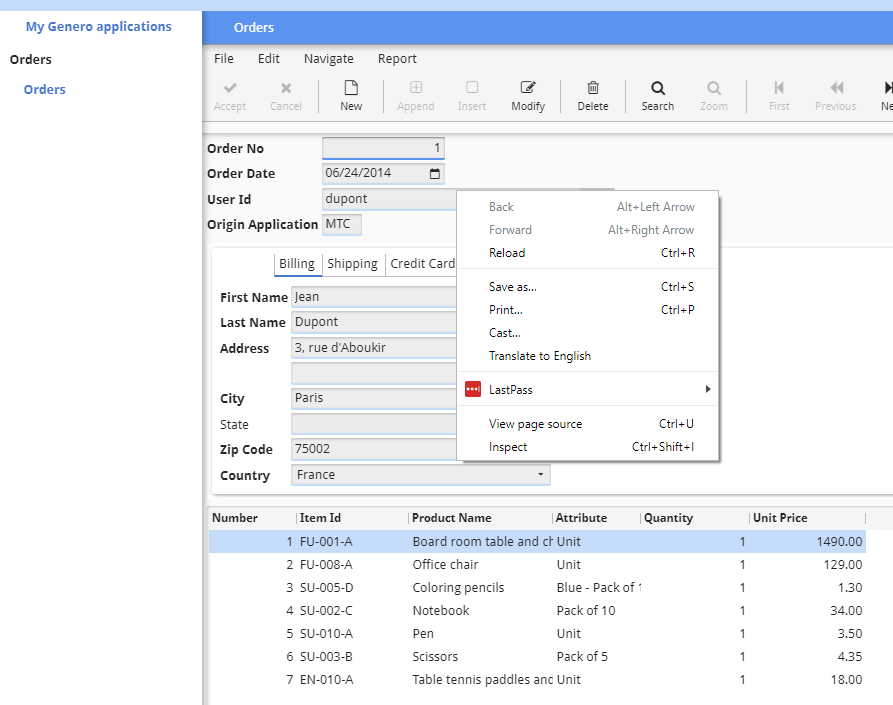 My Genero applications
Orders
Orders
Orders
File Edit Navigate Report
Accept Cancel New Append Insert Modify Delete Search Zoom First Previous
Order No 1
Order Date 06/24/2014
User Id dupont
Origin Application MTC
Billing Shipping Credit Card
First Name Jean
Last Name Dupont
Address 3, rue d'Aboukir
City Paris
State
Zip Code 75002
Country France
Back Alt+Left Arrow
Forward Alt+Right Arrow
Reload Ctrl+R
Save as... Ctrl+S
Print... Ctrl+P
Cast...
Translate to English
LastPass
View page source Ctrl+U
Inspect Ctrl+Shift+I
Number Item Id Product Name Attribute Quantity Unit Price
1 FU-001-A Board room table and Unit 1 1490.00
2 FU-008-A Office chair Unit 1 129.00
3 SU-005-D Coloring pencils Blue - Pack of 1 1.30
4 SU-002-C Notebook Pack of 10 1 34.00
5 SU-010-A Pen Unit 1 3.50
6 SU-003-B Scissors Pack of 5 1 4.35
7 EN-010-A Table tennis paddles and Unit 1 18.00